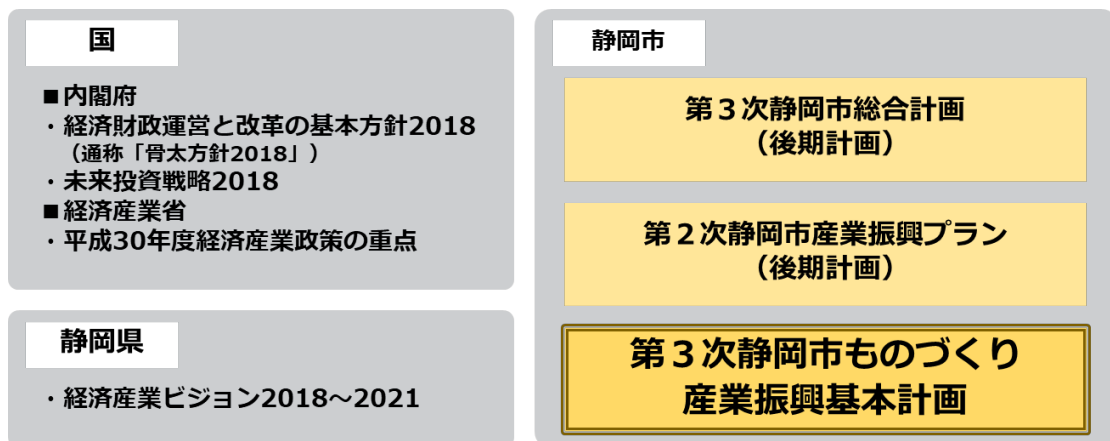 国
■内閣府
・経済財政運営と改革の基本方針2018
（通称「骨太方針2018」）
・未来投資戦略2018
■経済産業省
・平成30年度経済産業政策の重点
静岡県
・経済産業ビジョン2018～2021
静岡市
第３次静岡市総合計画
（後期計画）
第２次静岡市産業振興プラン
（後期計画）
第３次静岡市ものづくり
産業振興基本計画